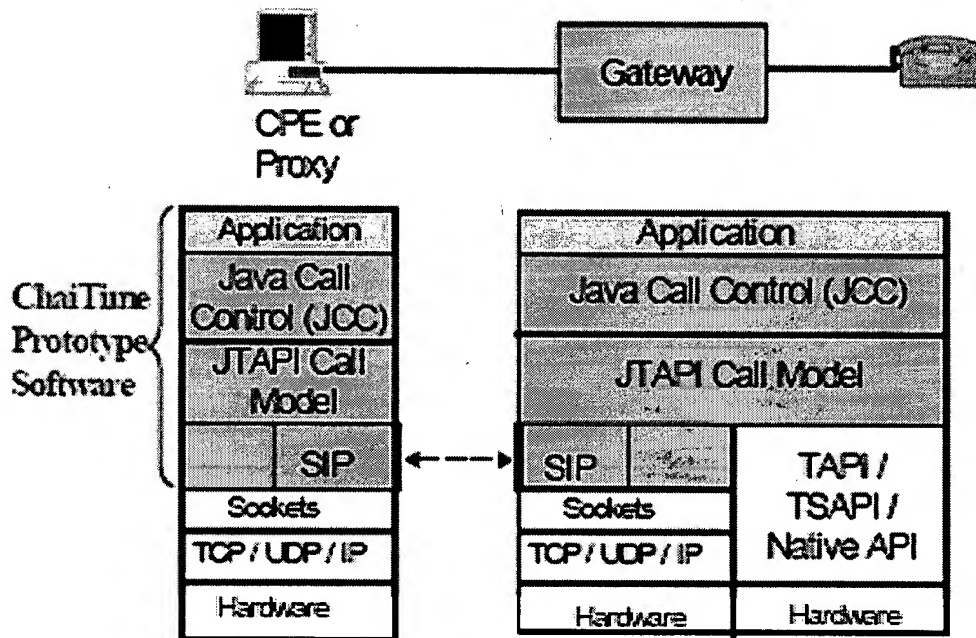 Gateway
CPE or
Proxy
ChaiTime
Prototype
Software
Application
Java Call
Control (JCC)
JTAPI Call
Model
SIP
Sockets
TCP / UDP / IP
Hardware
Application
Java Call Control (JCC)
JTAPI Call Model
SIP
Sockets
TCP / UDP / IP
Hardware
TAPI /
TSAPI /
Native API
Hardware